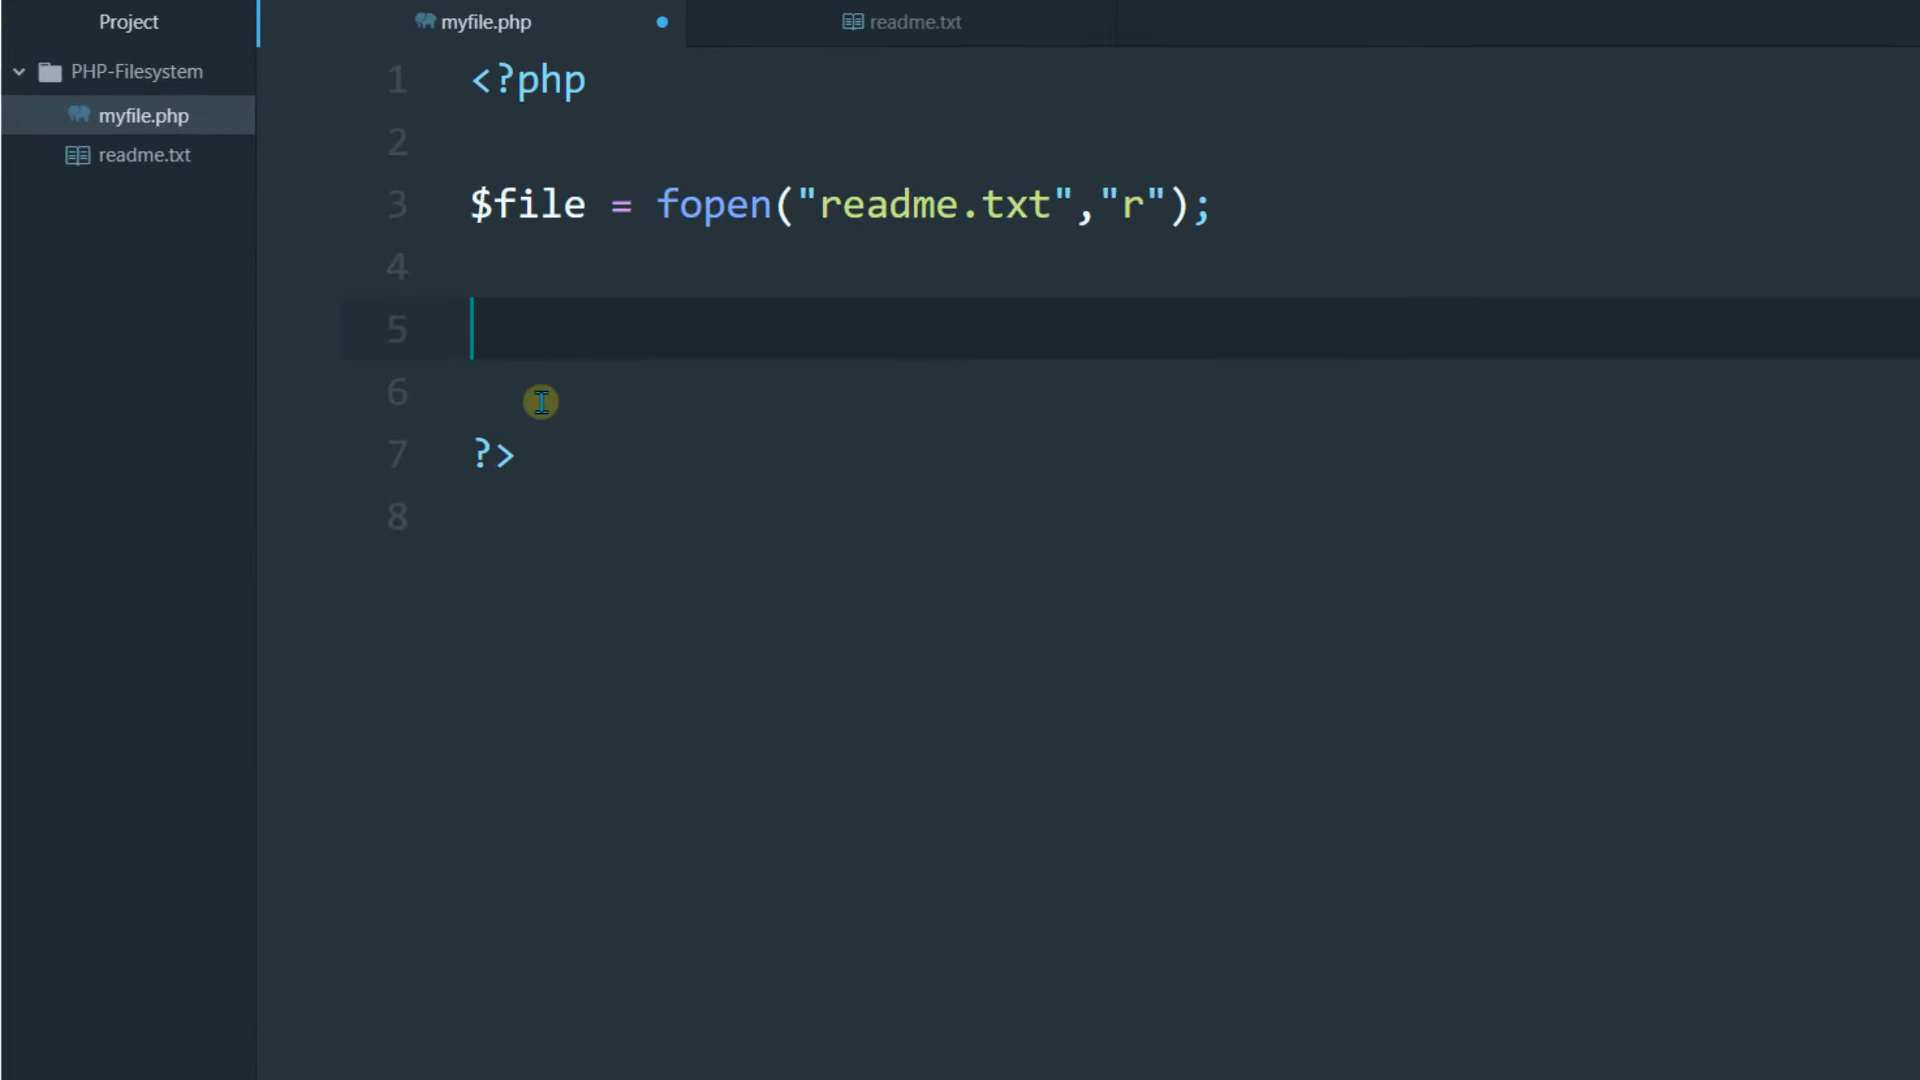 Project
myfile.php
readme.txt
PHP-Filesystem
myfile.php
readme.txt
1 <?php
2
3 $file = fopen("readme.txt","r");
4
5
6
7 ?>
8